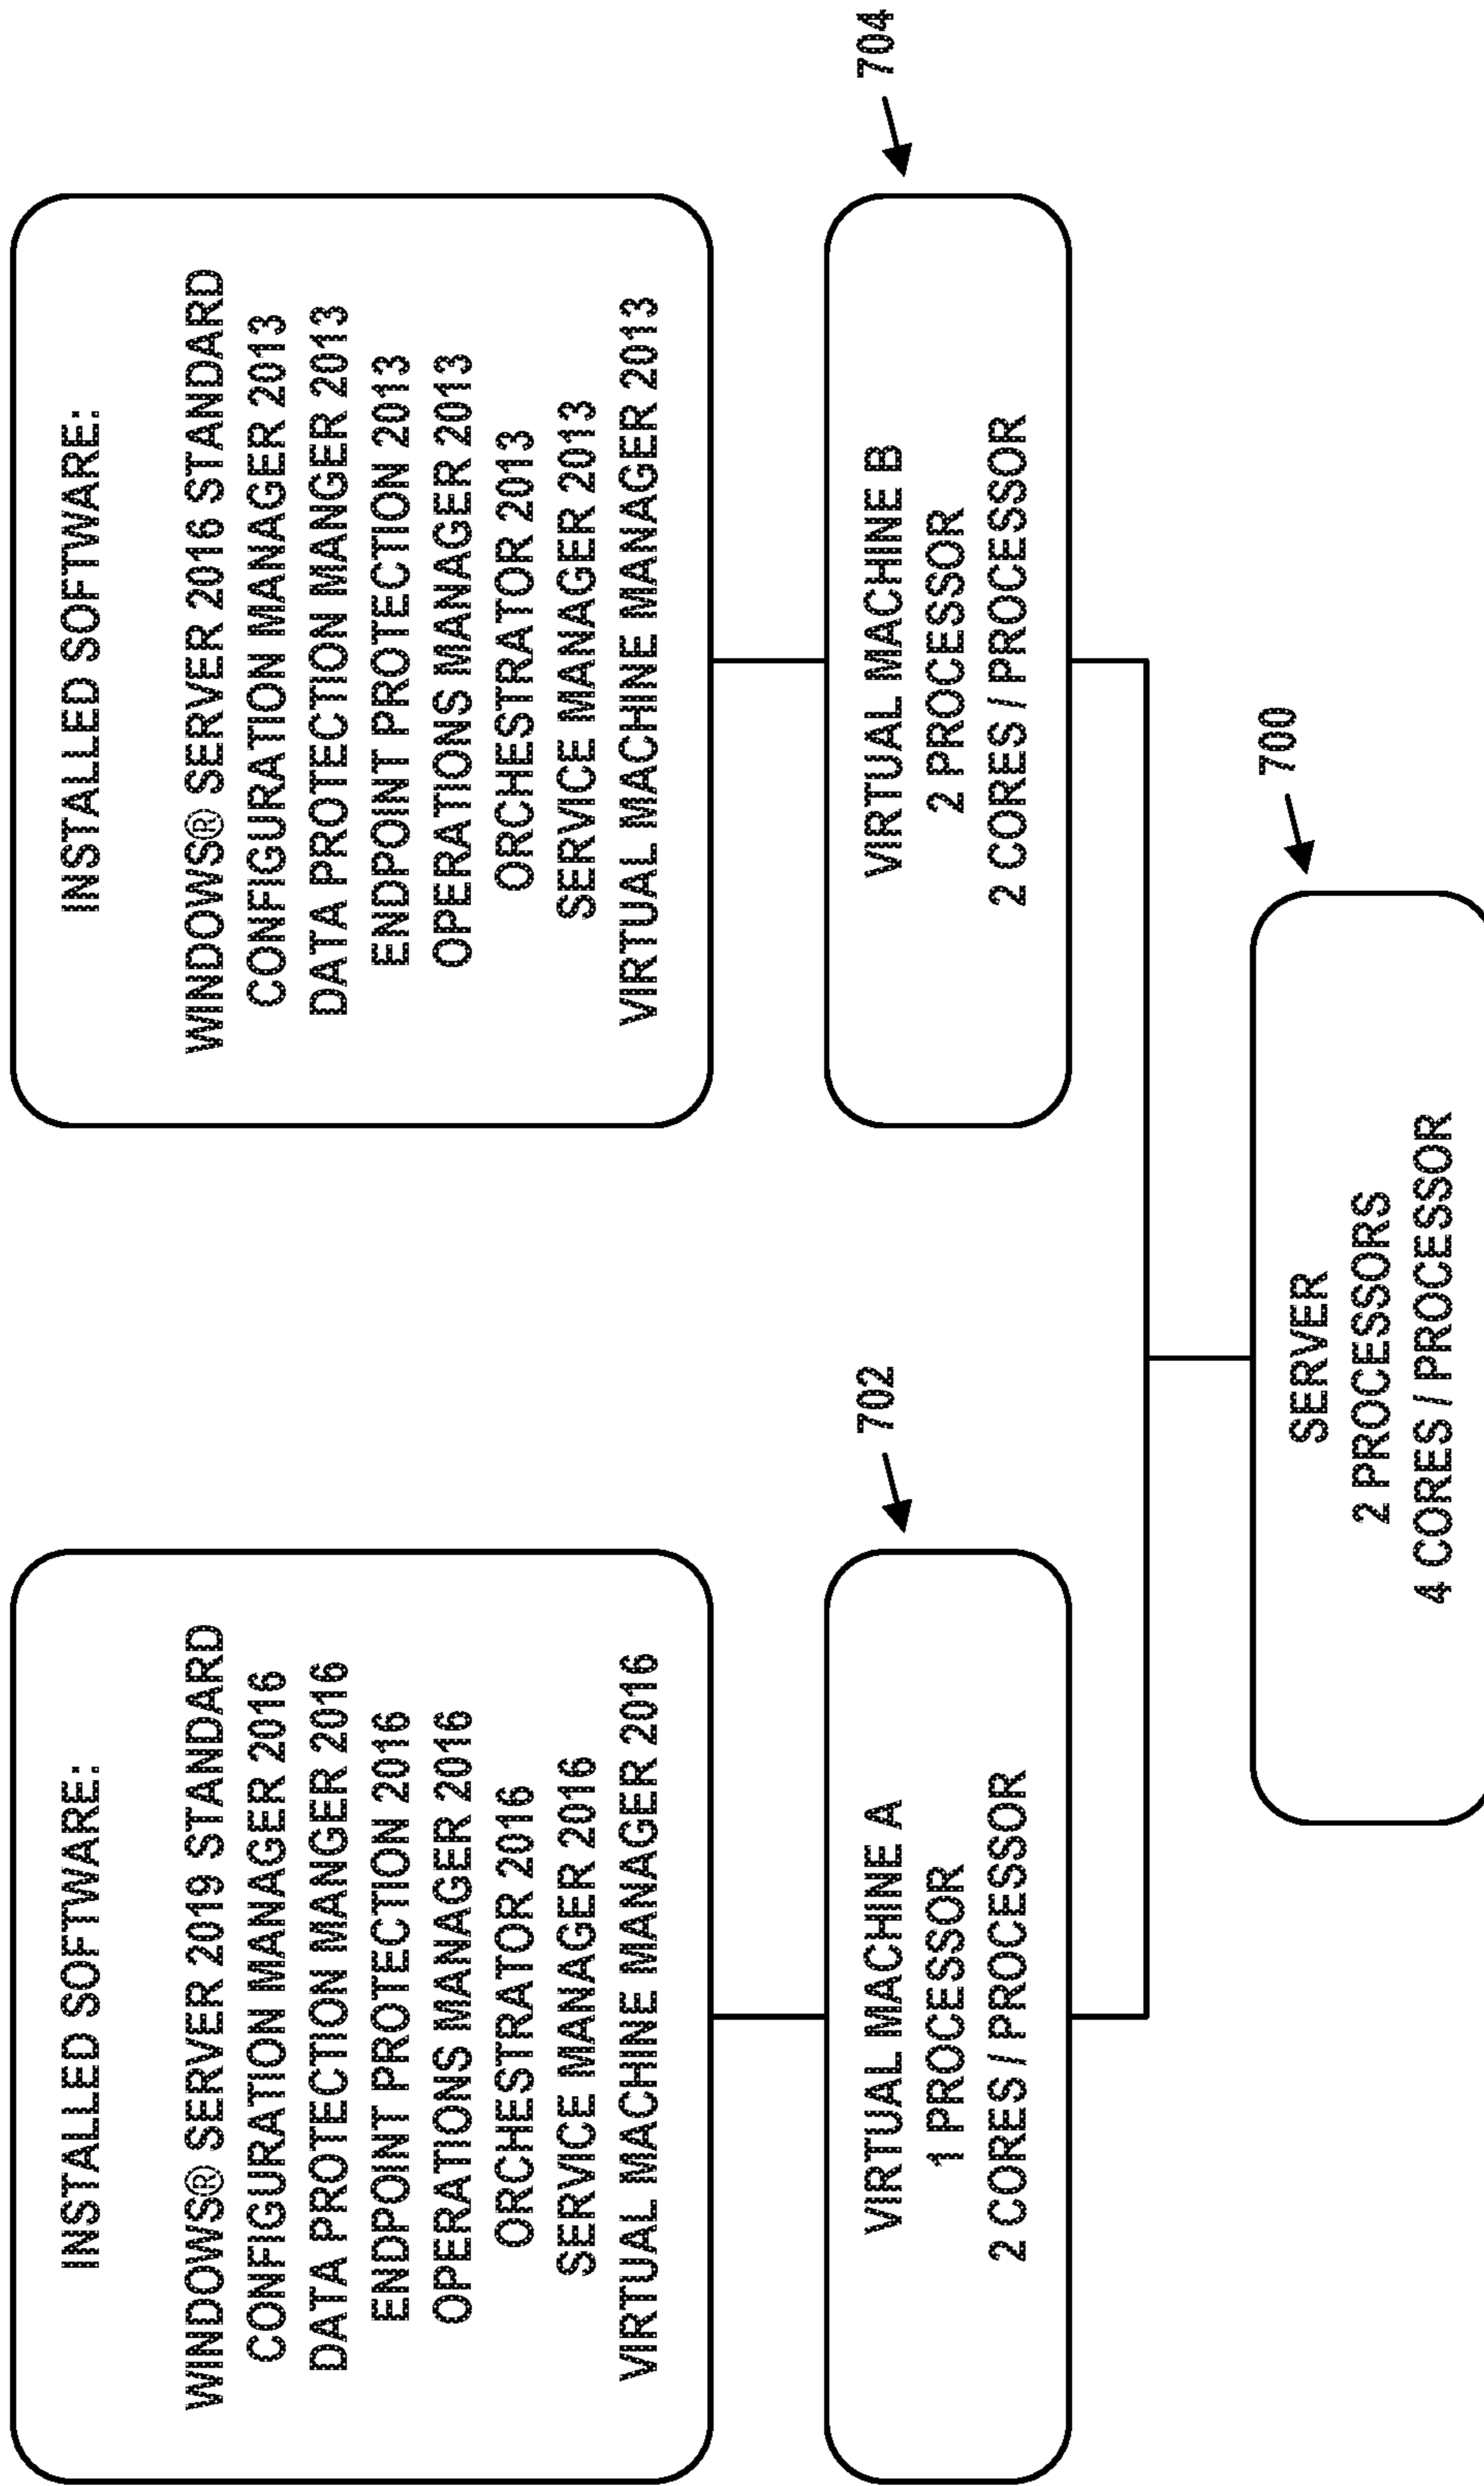 INSTALLED SOFTWARE:
WINDOWS® SERVER 2019 STANDARD
CONFIGURATION MANAGER 2016
DATA PROTECTION MANGER 2016
ENDPOINT PROTECTION 2016
OPERATIONS MANAGER 2016
ORCHESTRATOR 2016
SERVICE MANAGER 2016
VIRTUAL MACHINE MANAGER 2016
INSTALLED SOFTWARE:
WINDOWS® SERVER 2016 STANDARD
CONFIGURATION MANAGER 2013
DATA PROTECTION MANGER 2013
ENDPOINT PROTECTION 2013
OPERATIONS MANAGER 2013
ORCHESTRATOR 2013
SERVICE MANAGER 2013
VIRTUAL MACHINE MANAGER 2013
702
VIRTUAL MACHINE A
1 PROCESSOR
2 CORES / PROCESSOR
704
VIRTUAL MACHINE B
2 PROCESSOR
2 CORES / PROCESSOR
700
SERVER
2 PROCESSORS
4 CORES / PROCESSOR